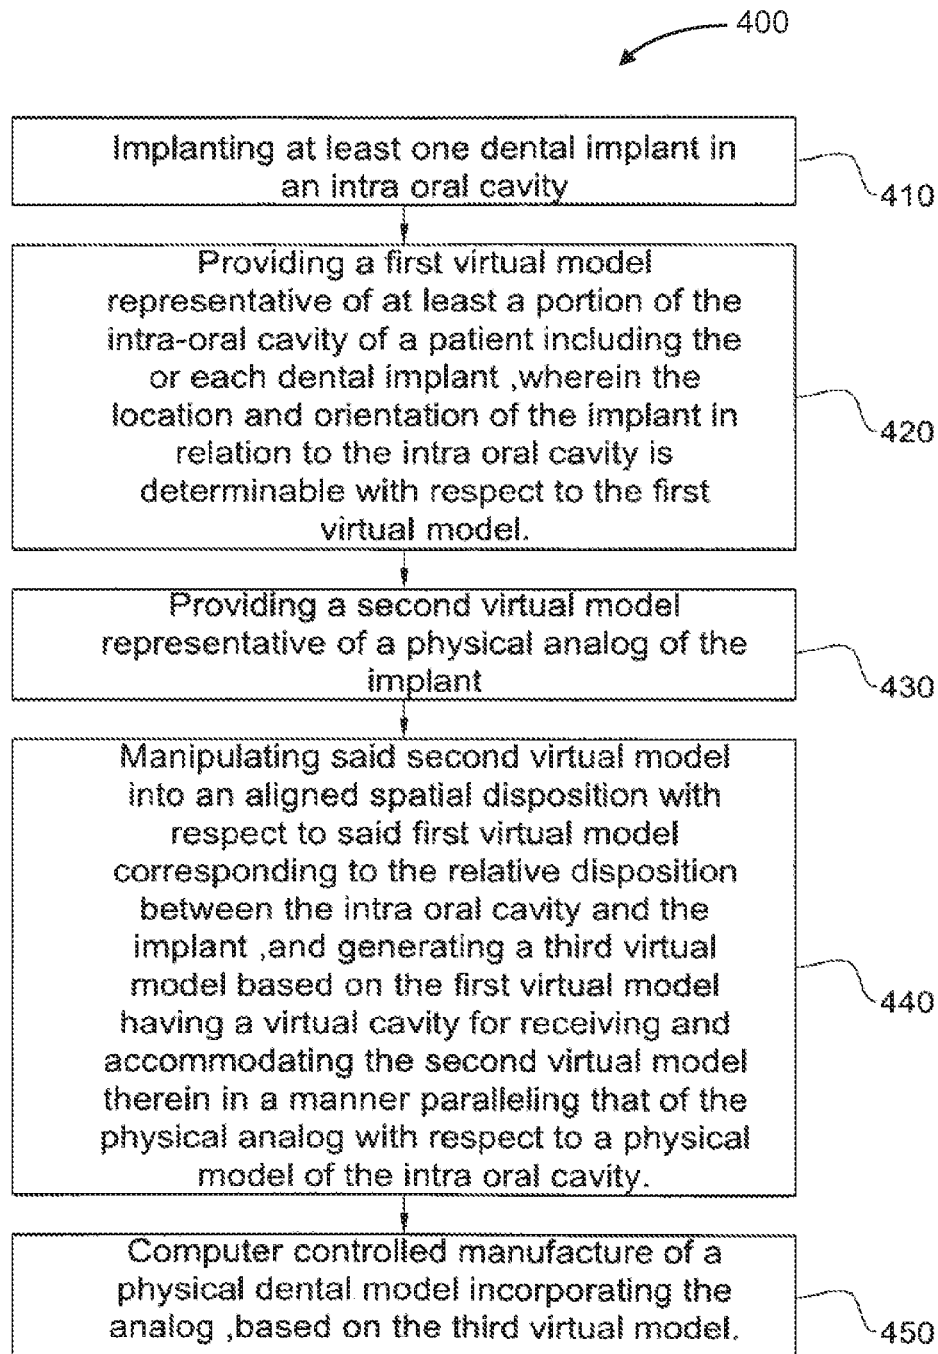 400
Implanting at least one dental implant in
an intra oral cavity
410
Providing a first virtual model
representative of at least a portion of the
intra-oral cavity of a patient including the
or each dental implant ,wherein the
location and orientation of the implant in
relation to the intra oral cavity is
determinable with respect to the first
virtual model.
420
Providing a second virtual model
representative of a physical analog of the
implant
430
Manipulating said second virtual model
into an aligned spatial disposition with
respect to said first virtual model
corresponding to the relative disposition
between the intra oral cavity and the
implant ,and generating a third virtual
model based on the first virtual model
having a virtual cavity for receiving and
accommodating the second virtual model
therein in a manner paralleling that of the
physical analog with respect to a physical
model of the intra oral cavity.
440
Computer controlled manufacture of a
physical dental model incorporating the
analog ,based on the third virtual model.
450